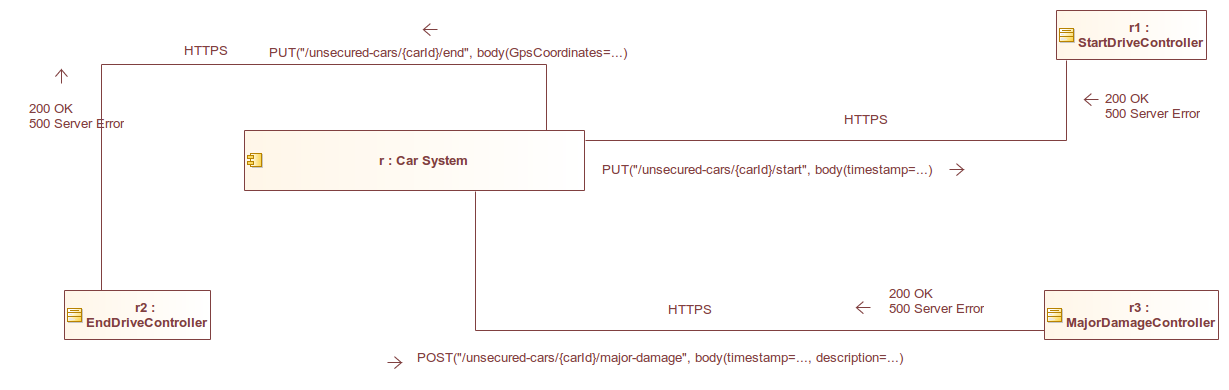 HTTPS
PUT("/unsecured-cars/{carId}/end", body(GpsCoordinates=...)
200 OK
500 Server Error
r1 :
StartDriveController
200 OK
500 Server Error
HTTPS
r : Car System
PUT("/unsecured-cars/{carId}/start", body(timestamp=...)
r2 :
EndDriveController
HTTPS
200 OK
500 Server Error
r3 :
MajorDamageController
POST("/unsecured-cars/{carId}/major-damage", body(timestamp=..., description=...)